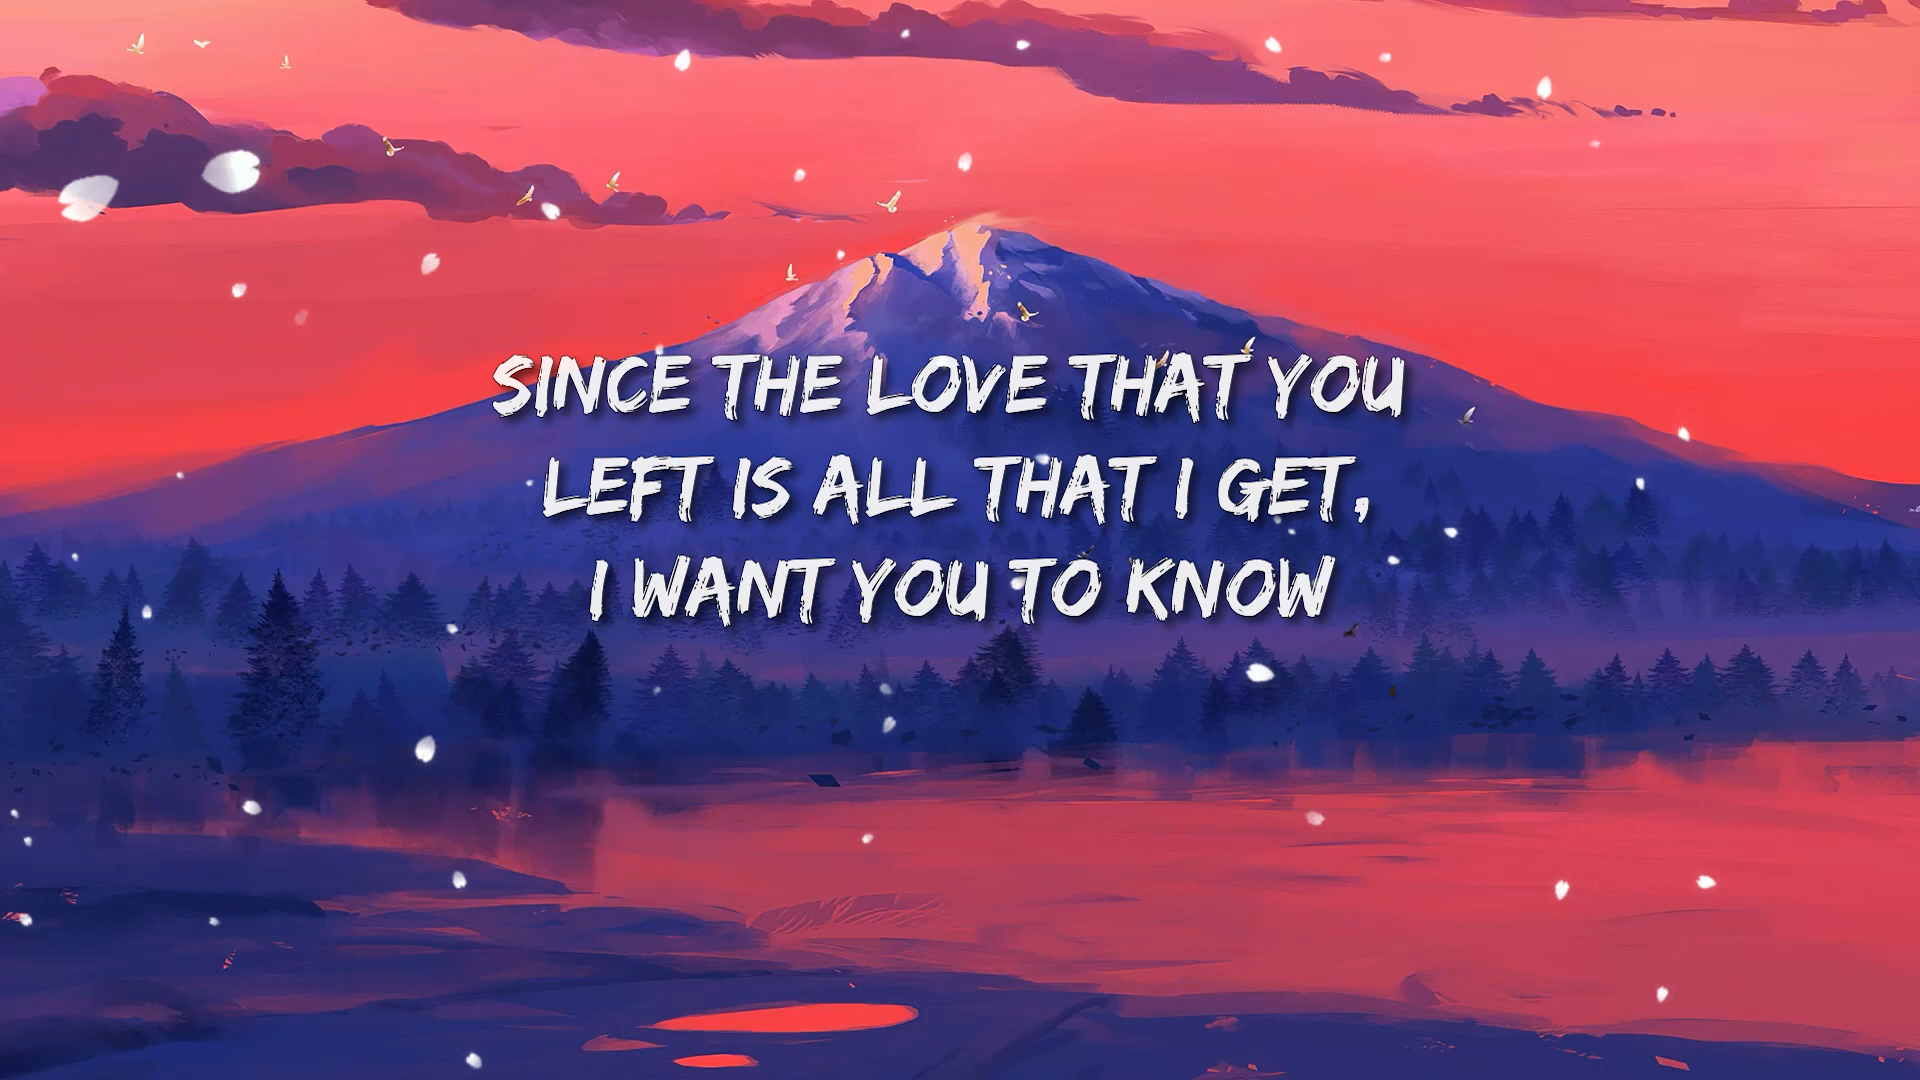 SINCE THE LOVE THAT YOU
LEFT IS ALL THAT I GET,
I WANT YOU TO KNOW